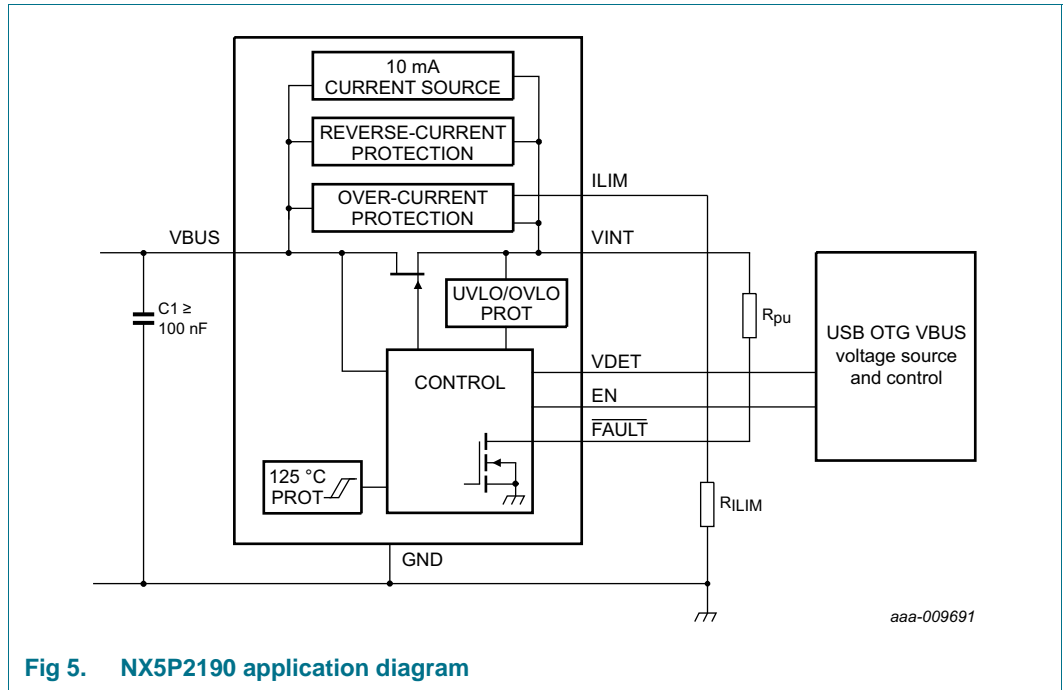 10 mA
CURRENT SOURCE
REVERSE-CURRENT
PROTECTION
OVER-CURRENT
PROTECTION
ILIM
VBUS
VINT
C1 ≥
100 nF
UVLO/OVLO
PROT
Rpu
USB OTG VBUS
voltage source
and control
CONTROL
VDET
EN
FAULT
125 °C
PROT
RILIM
GND
aaa-009691
Fig 5. NX5P2190 application diagram